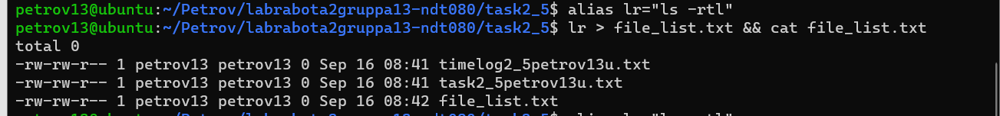 petrov13@ubuntu:~/Petrov/labrabota2gruppa13-ndt080/task2_5$ alias lr="ls -rtl"
petrov13@ubuntu:~/Petrov/labrabota2gruppa13-ndt080/task2_5$ lr > file_list.txt && cat file_list.txt
total 0
-rw-rw-r-- 1 petrov13 petrov13 0 Sep 16 08:41 timelog2_5petrov13u.txt
-rw-rw-r-- 1 petrov13 petrov13 0 Sep 16 08:41 task2_5petrov13u.txt
-rw-rw-r-- 1 petrov13 petrov13 0 Sep 16 08:42 file_list.txt